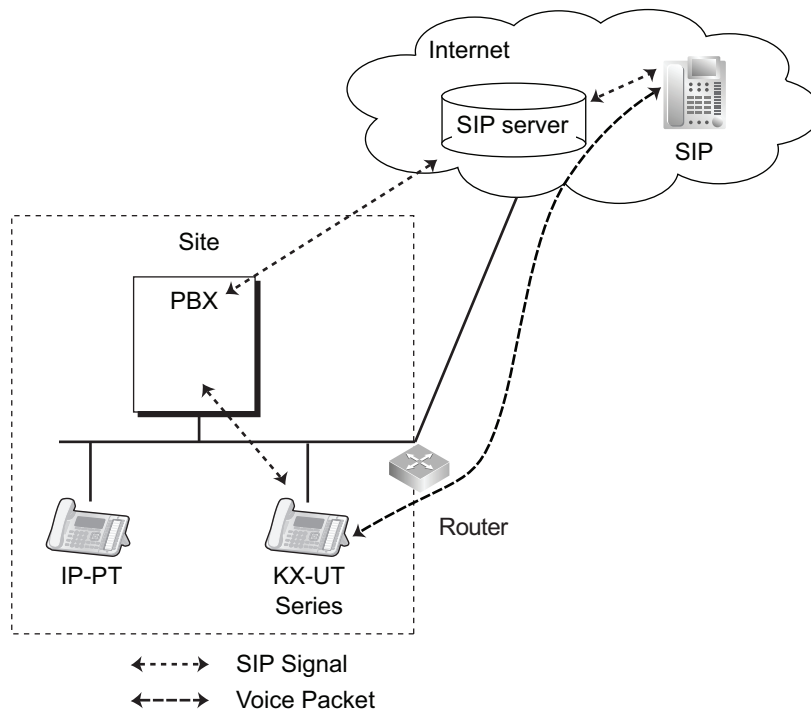 Internet
SIP server
SIP
Site
PBX
Router
IP-PT
KX-UT
Series
SIP Signal
Voice Packet